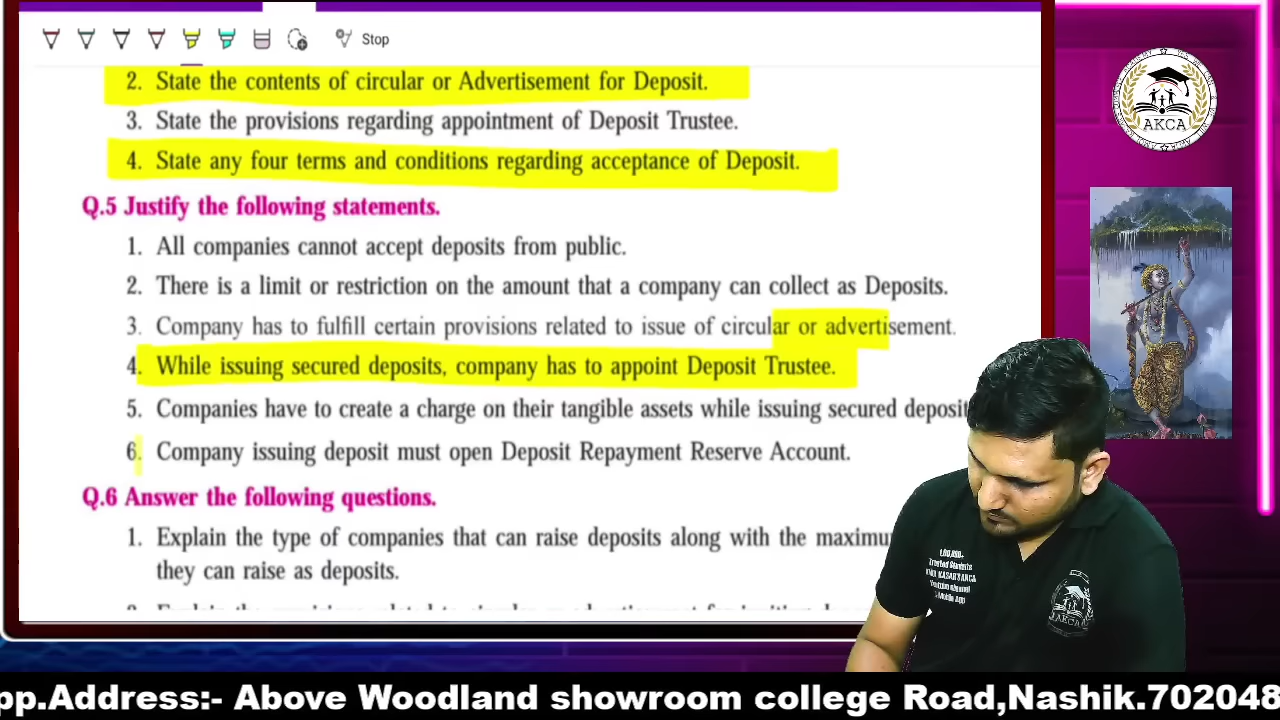 Stop
2. State the contents of circular or Advertisement for Deposit.
3. State the provisions regarding appointment of Deposit Trustee.
4. State any four terms and conditions regarding acceptance of Deposit.
Q.5 Justify the following statements.
1. All companies cannot accept deposits from public.
2. There is a limit or restriction on the amount that a company can collect as Deposits.
3. Company has to fulfill certain provisions related to issue of circular or advertisement.
4. While issuing secured deposits, company has to appoint Deposit Trustee.
5. Companies have to create a charge on their tangible assets while issuing secured deposit
6. Company issuing deposit must open Deposit Repayment Reserve Account.
Q.6 Answer the following questions.
1. Explain the type of companies that can raise deposits along with the maximu
they can raise as deposits.
AKCA
AKCA
pp.Address:- Above Woodland showroom college Road,Nashik.702048